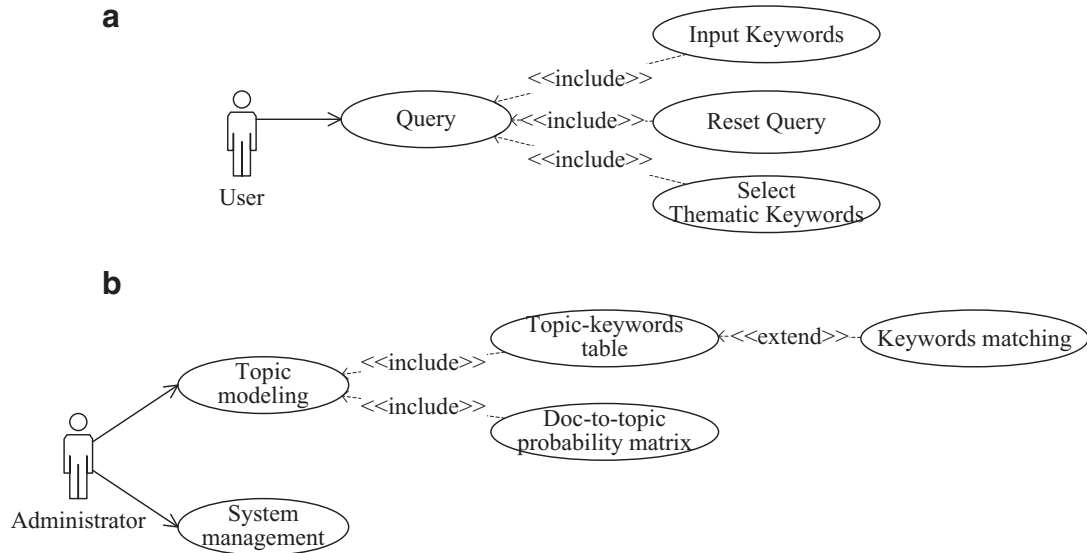 a
Input Keywords
<<include>>
Query
<<include>>
Reset Query
<<include>>
User
Select
Thematic Keywords
b
Topic-keywords
table
<<extend>>
Keywords matching
<<include>>
Topic
modeling
<<include>>
Doc-to-topic
probability matrix
Administrator
System
management